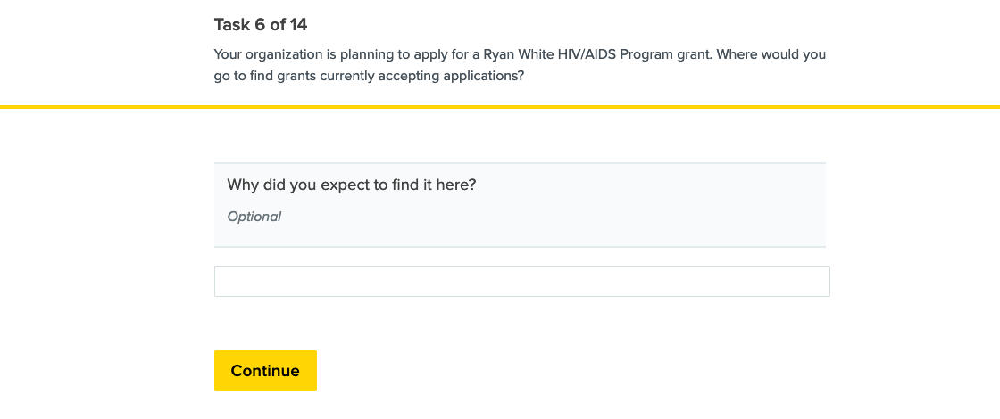 Task 6 of 14
Your organization is planning to apply for a Ryan White HIV/AIDS Program grant. Where would you
go to find grants currently accepting applications?
Why did you expect to find it here?
Optional
Continue